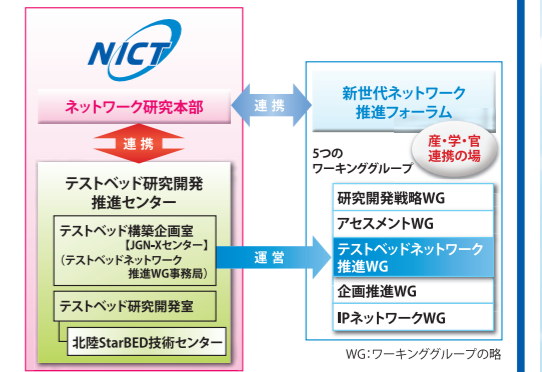 NICT
ネットワーク研究本部
連携
新世代ネットワーク
推進フォーラム
連携
産・学・官
連携の場
5つの
ワーキンググループ
テストベッド研究開発
推進センター
テストベッド構築企画室
【JGN-Xセンター】
(テストベッドネットワーク
推進WG事務局)
運営
テストベッド研究開発室
北陸StarBED技術センター
研究開発戦略WG
アセスメントWG
テストベッドネットワーク
推進WG
企画推進WG
IPネットワークWG
WG:ワーキンググループの略